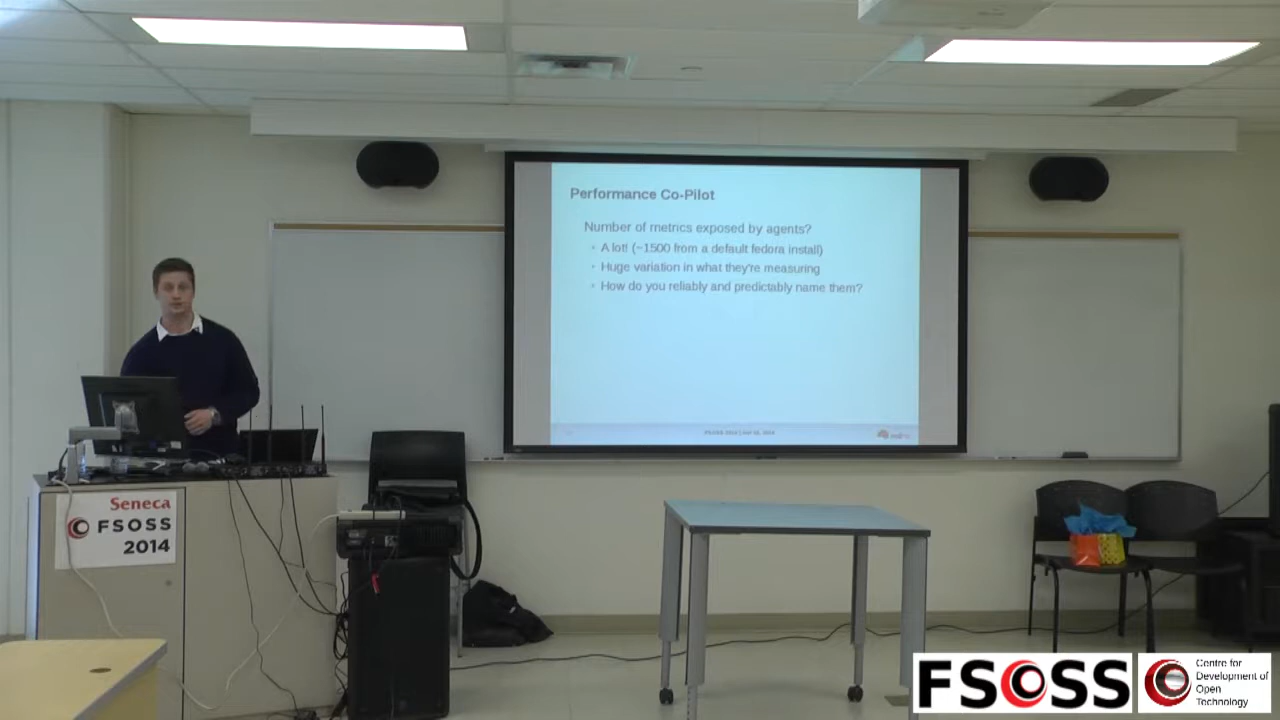 Performance Co-Pilot
Number of metrics exposed by agents?
A lot! (~1500 from a default fedora install)
Huge variation in what they're measuring
How do you reliably and predictably name them?
Seneca
FSOSS
2014
FSOSS
Centre for
Development of
Open
Technology